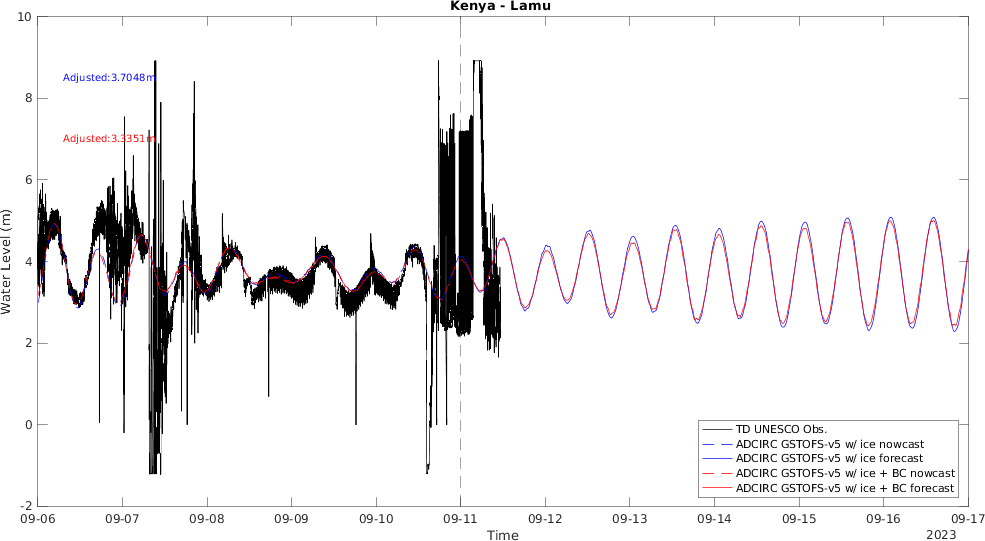 Kenya - Lamu
10
8
6
4
2
0
-2
Water Level (m)
Adjusted:3.7048m
Adjusted:3.3351m
TD UNESCO Obs.
ADCIRC GSTOFS-v5 w/ ice nowcast
ADCIRC GSTOFS-v5 w/ ice forecast
ADCIRC GSTOFS-v5 w/ ice + BC nowcast
ADCIRC GSTOFS-v5 w/ ice + BC forecast
09-06 09-07 09-08 09-09 09-10 09-11 09-12 09-13 09-14 09-15 09-16 09-17
Time
2023